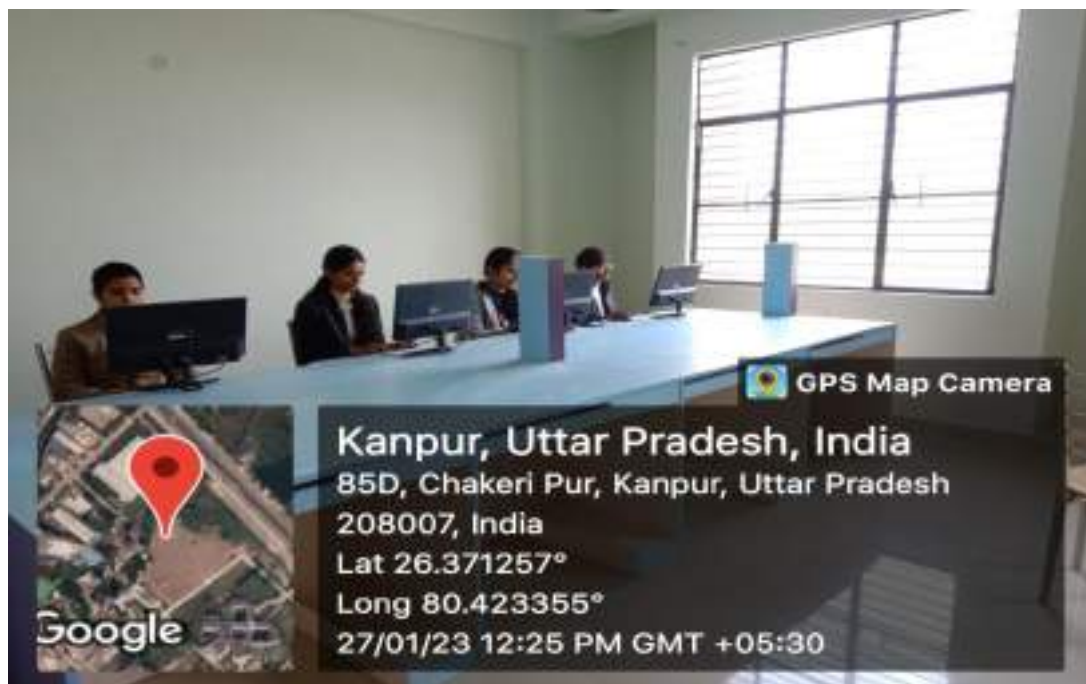 GPS Map Camera
Kanpur, Uttar Pradesh, India
85D, Chakeri Pur, Kanpur, Uttar Pradesh
208007, India
Lat 26.371257°
Long 80.423355°
27/01/23 12:25 PM GMT +05:30
Google